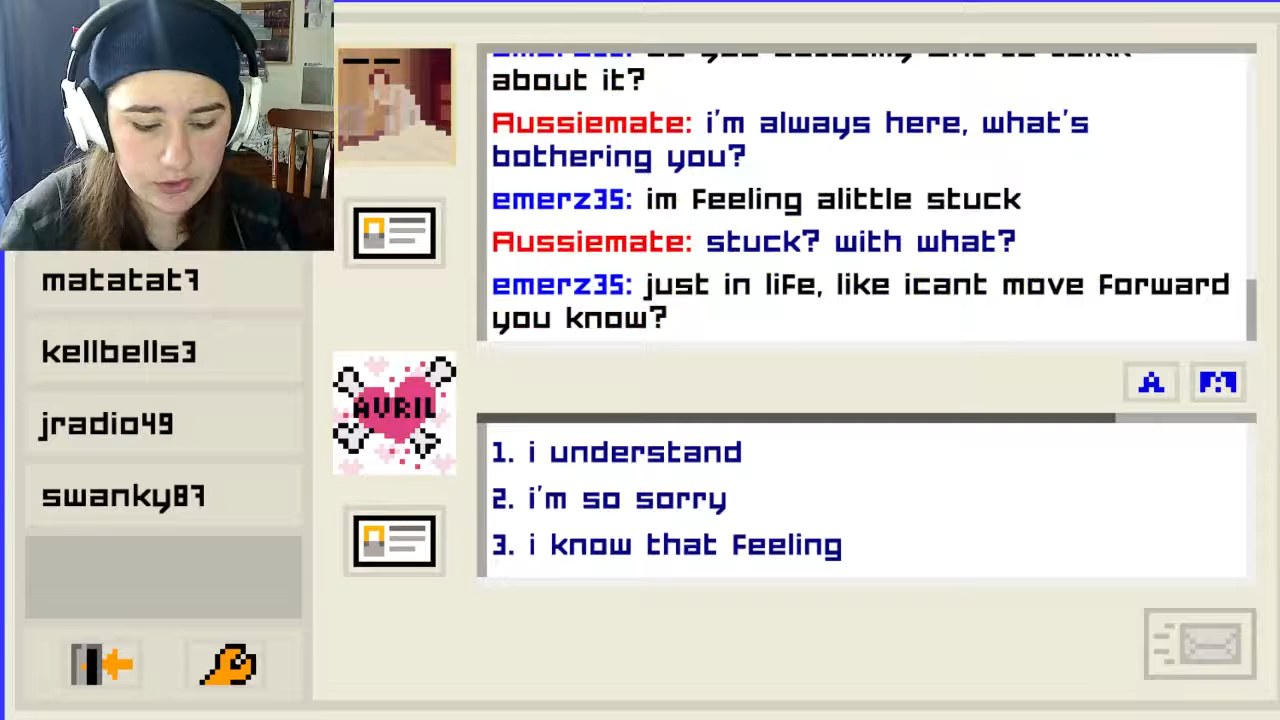 about it?
Aussiemate: i'm always here, what's
bothering you?
emerz35: im feeling alittle stuck
Aussiemate: stuck? with what?
emerz35: just in life, like icant move forward
you know?
matatat7
kellbells3
jradio49
swanky87
AVRIL
A
1. i understand
2. i'm so sorry
3. i know that feeling